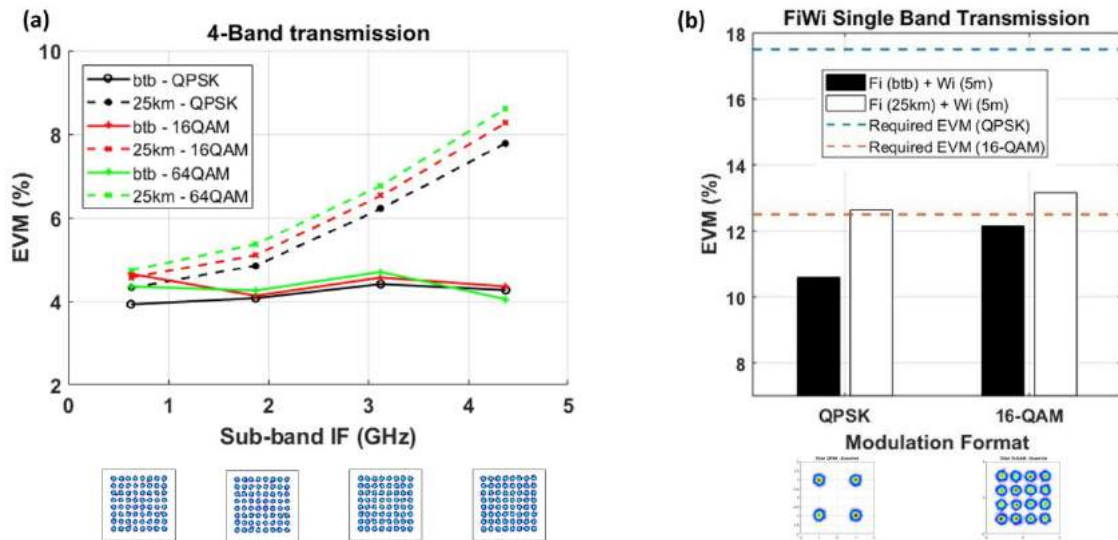 (a)
4-Band transmission
EVM (%)
10
8
6
4
2
btb - QPSK
25km - QPSK
btb - 16QAM
25km - 16QAM
btb - 64QAM
25km - 64QAM
0 1 2 3 4 5
Sub-band IF (GHz)
(b)
FiWi Single Band Transmission
EVM (%)
18
16
14
12
10
8
Fi (btb) + Wi (5m)
Fi (25km) + Wi (5m)
Required EVM (QPSK)
Required EVM (16-QAM)
QPSK 16-QAM
Modulation Format